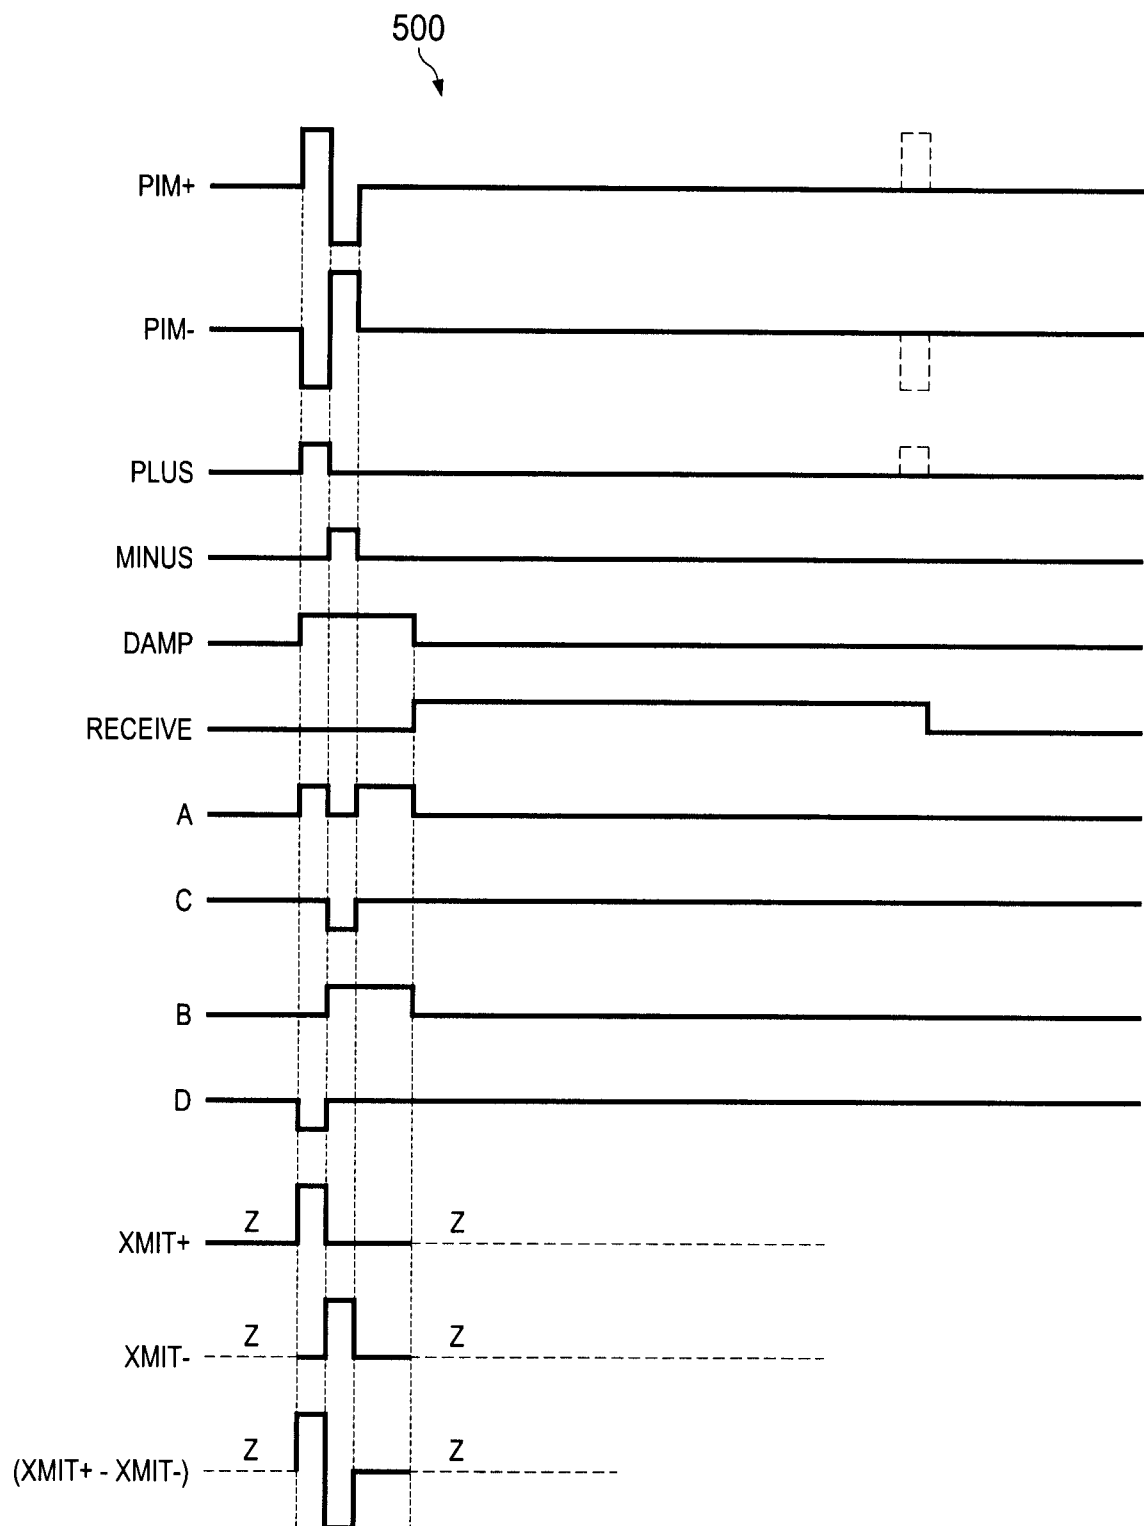 500
PIM+
PIM-
PLUS
MINUS
DAMP
RECEIVE
A
C
B
D
Z Z
XMIT+
Z Z
XMIT-
Z Z
(XMIT+ - XMIT-)